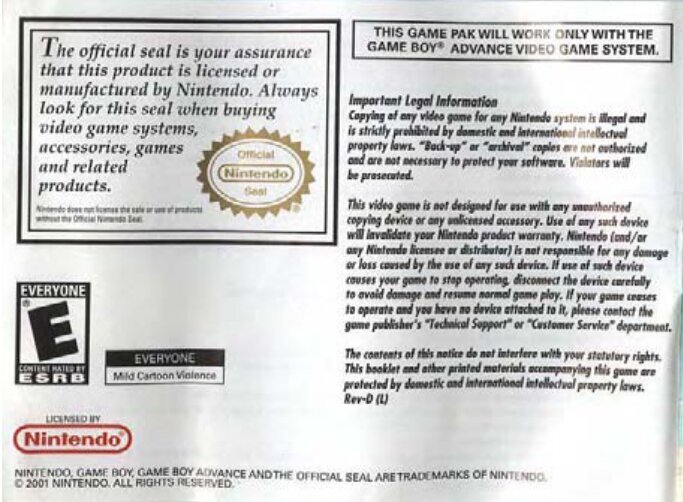 The official seal is your assurance
that this product is licensed or
manufactured by Nintendo. Always
look for this seal when buying
video game systems,
accessories, games
and related
products.
Official
Nintendo
Seal
®
Nintendo does not license the sale or use of products
without the Official Nintendo Seal.
EVERYONE
®
E
CONTENT RATED BY
ESRB
EVERYONE
Mild Cartoon Violence
LICENSED BY
Nintendo®
THIS GAME PAK WILL WORK ONLY WITH THE
GAME BOY® ADVANCE VIDEO GAME SYSTEM.
Important Legal Information
Copying of any video game for any Nintendo system is illegal and
is strictly prohibited by domestic and international intellectual
property laws. "Back-up" or "archival" copies are not authorized
and are not necessary to protect your software. Violators will
be prosecuted.
This video game is not designed for use with any unauthorized
copying device or any unlicensed accessory. Use of any such device
will invalidate your Nintendo product warranty. Nintendo (and/or
any Nintendo licensee or distributor) is not responsible for any damage
or loss caused by the use of any such device. If use of such device
causes your game to stop operating, disconnect the device carefully
to avoid damage and resume normal game play. If your game ceases
to operate and you have no device attached to it, please contact the
game publisher's "Technical Support" or "Customer Service" department.
The contents of this notice do not interfere with your statutory rights.
This booklet and other printed materials accompanying this game are
protected by domestic and international intellectual property laws.
Rev-D (L)
NINTENDO, GAME BOY, GAME BOY ADVANCE AND THE OFFICIAL SEAL ARE TRADEMARKS OF NINTENDO.
© 2001 NINTENDO. ALL RIGHTS RESERVED.